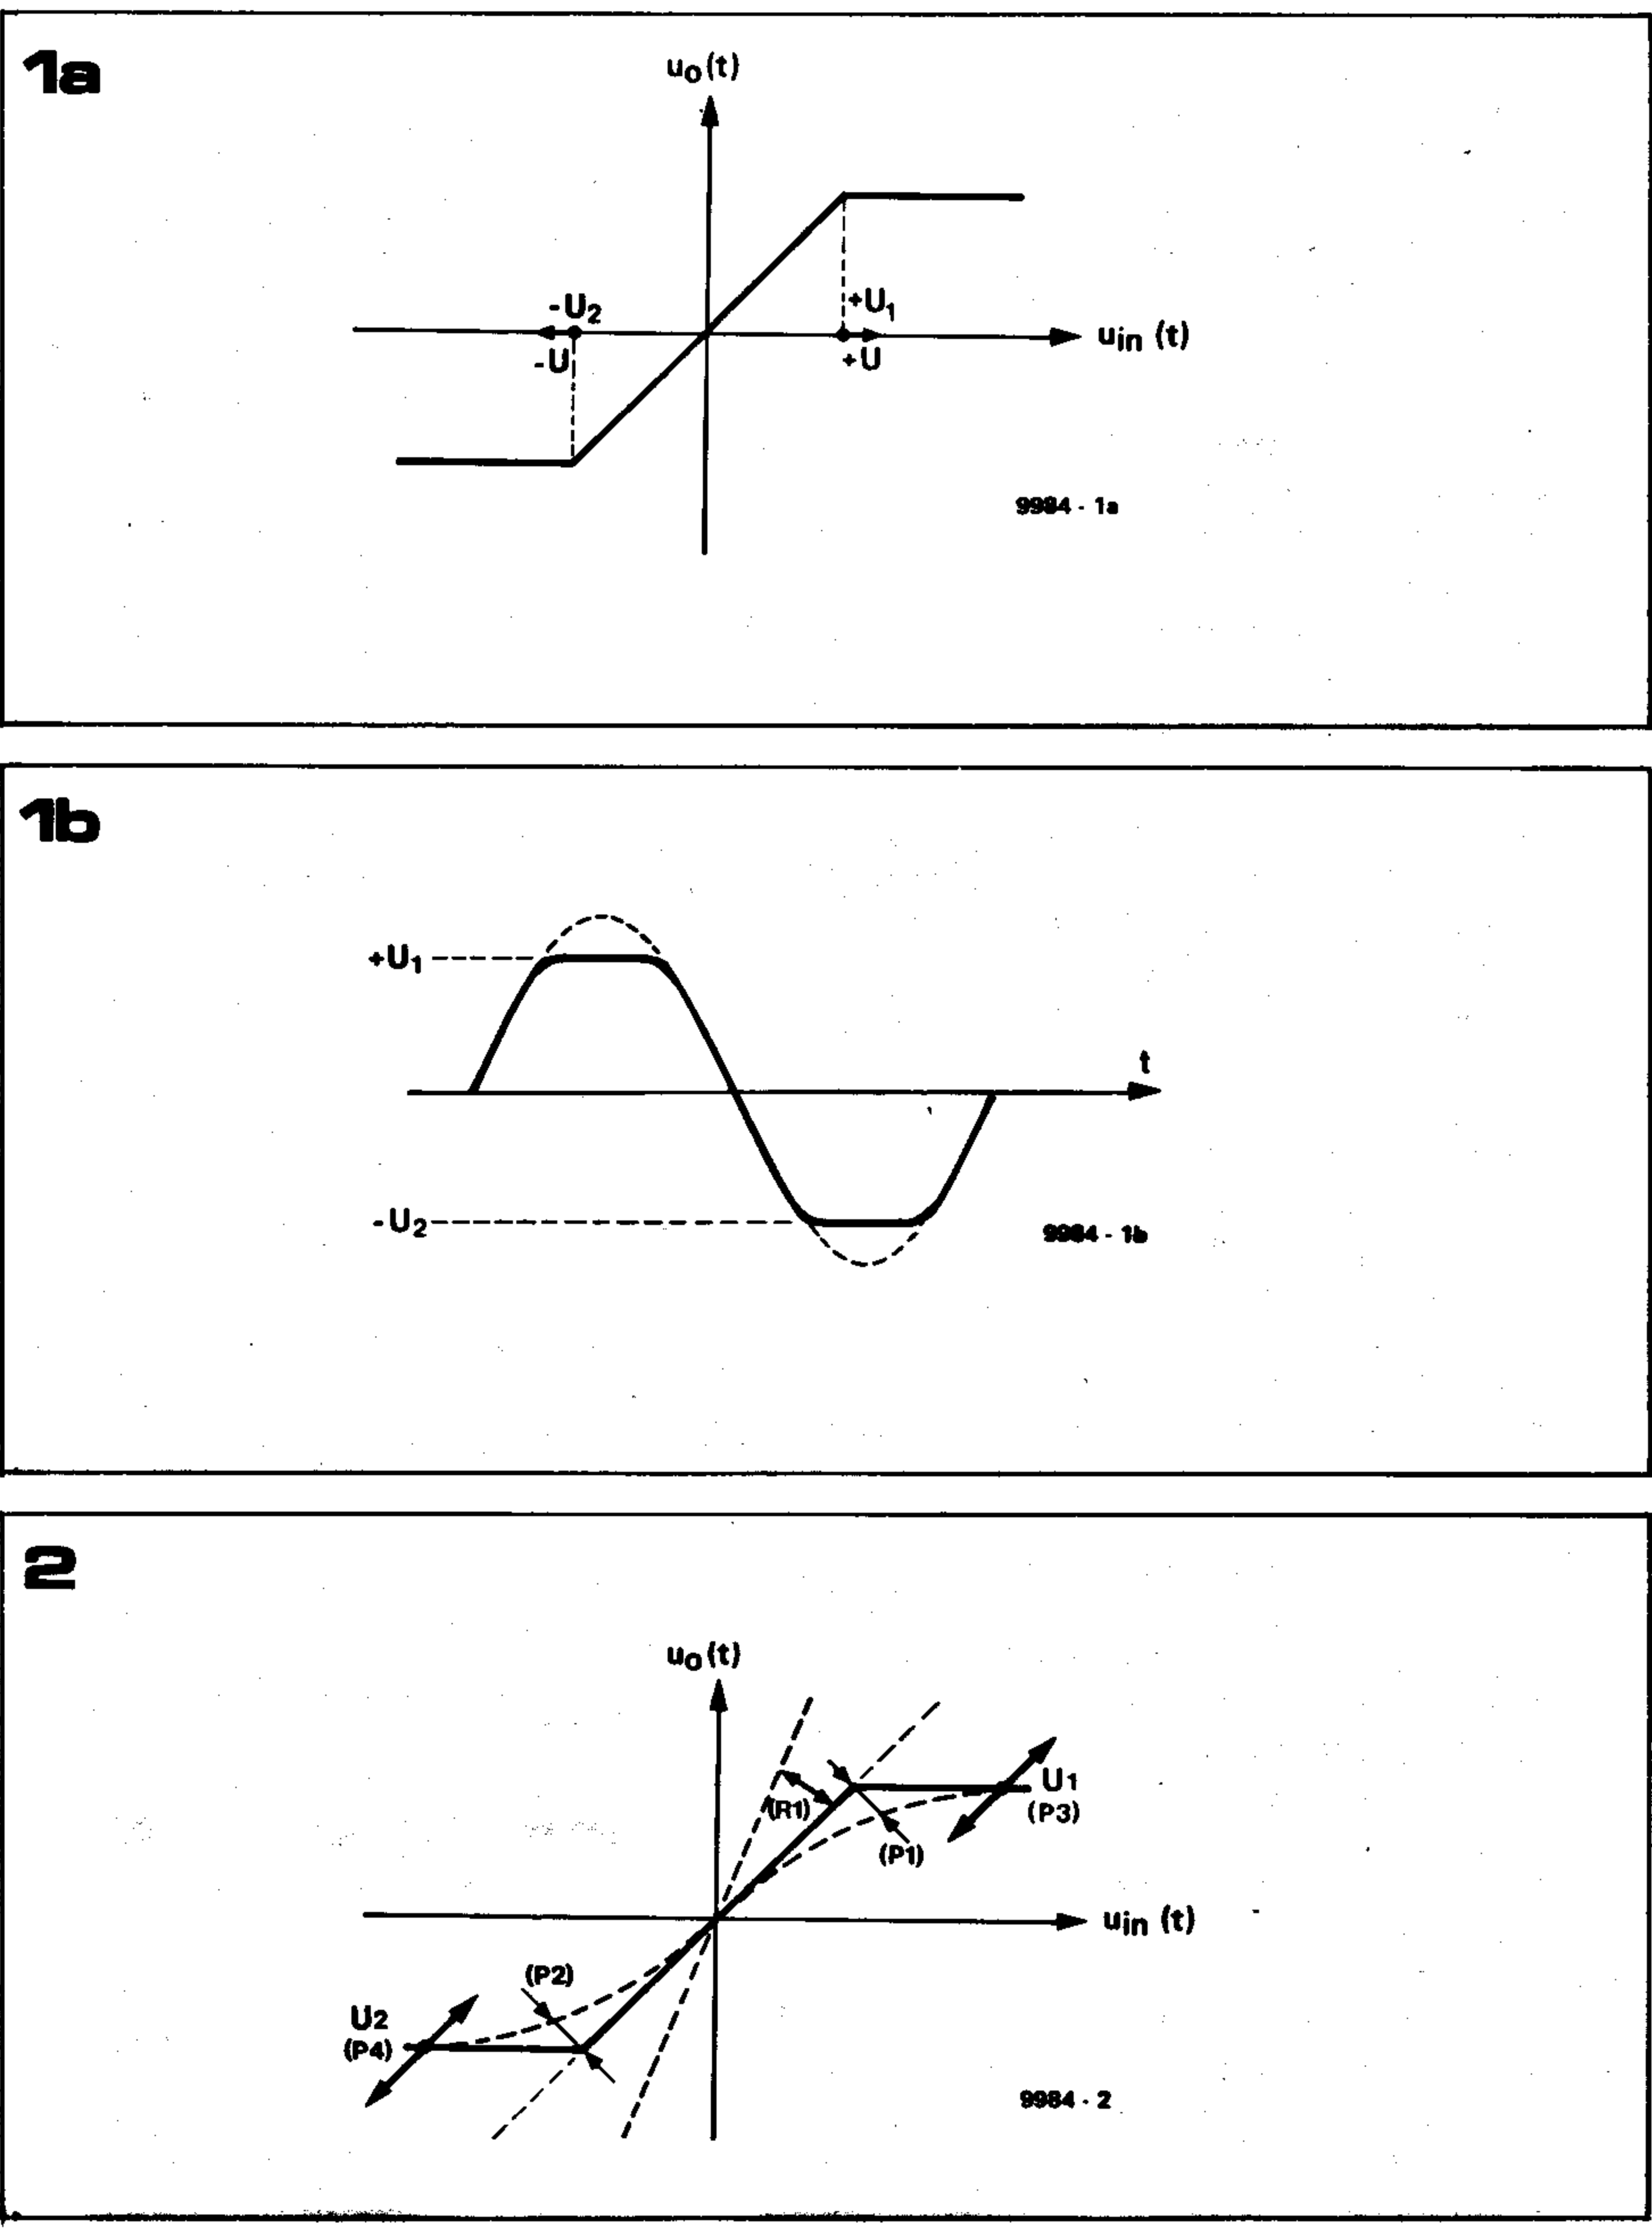 1a
u₀(t)
-U₂
+U₁
-U
+U
uin (t)
9984 - 1a
1b
+U₁
t
-U₂
9984 - 1b
2
u₀(t)
U1
(R1)
(P3)
(P1)
uin (t)
(P2)
U2
(P4)
9984 - 2